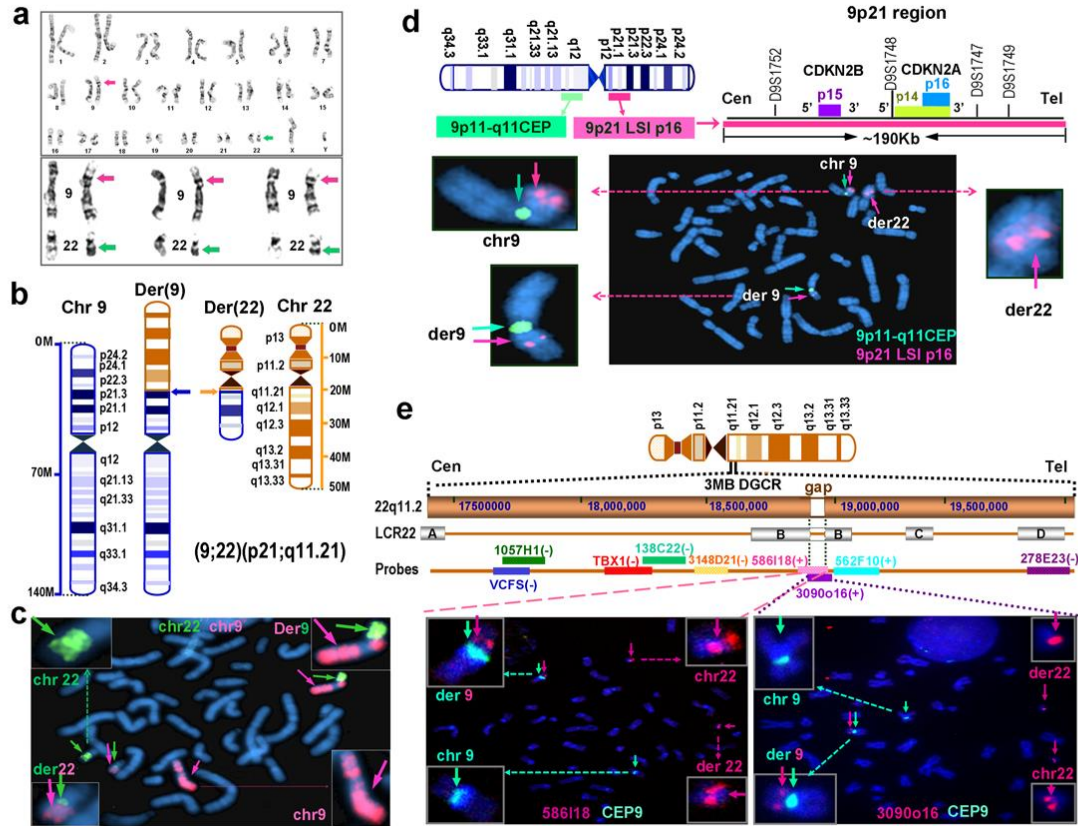 a
1 2 3 4 5 6 7
8 9 10 11 12 13 14 15
16 17 18 19 20 21 22 X Y
9 9 9
22 22 22
b
Chr 9 Der(9) Der(22) Chr 22
0M
p24.2
p24.1
p22.3
p21.3
p21.1
p12
70M
q12
q21.13
q21.33
q31.1
q33.1
q34.3
140M
0M
p13
10M
p11.2
20M
q11.21
q12.1
30M
q12.3
40M
q13.2
q13.31
q13.33
50M
(9;22)(p21;q11.21)
c
chr22 chr9
Der9
chr 22
der22
chr9
d
q34.3 q33.1 q31.1 q21.33 q21.13 q12 p12 p21.1 p21.3 p22.3 p24.1 p24.2
9p11-q11CEP
9p21 LSI p16
9p21 region
D9S1752 D9S1748 D9S1747 D9S1749
CDKN2B CDKN2A
p15 p14 p16
Cen 5' 3' 5' 3' Tel
~190Kb
chr9
chr 9
der22
der 9
der9
9p11-q11CEP
9p21 LSI p16
der22
e
p13 p11.2 q11.21 q12.1 q12.3 q13.2 q13.31 q13.33
Cen Tel
3MB DGCR
gap
22q11.2 17500000 18,000,000 18,500,000 19,000,000 19,500,000
LCR22 A B B C D
Probes
1057H1(-) 138C22(-)
TBX1(-) 3148D21(-) 586I18(+) 562F10(+) 278E23(-)
VCFS(-) 3090o16(+)
der 9
chr22
chr 9
der 22
586I18 CEP9
chr 9
der22
der 9
chr22
3090o16 CEP9